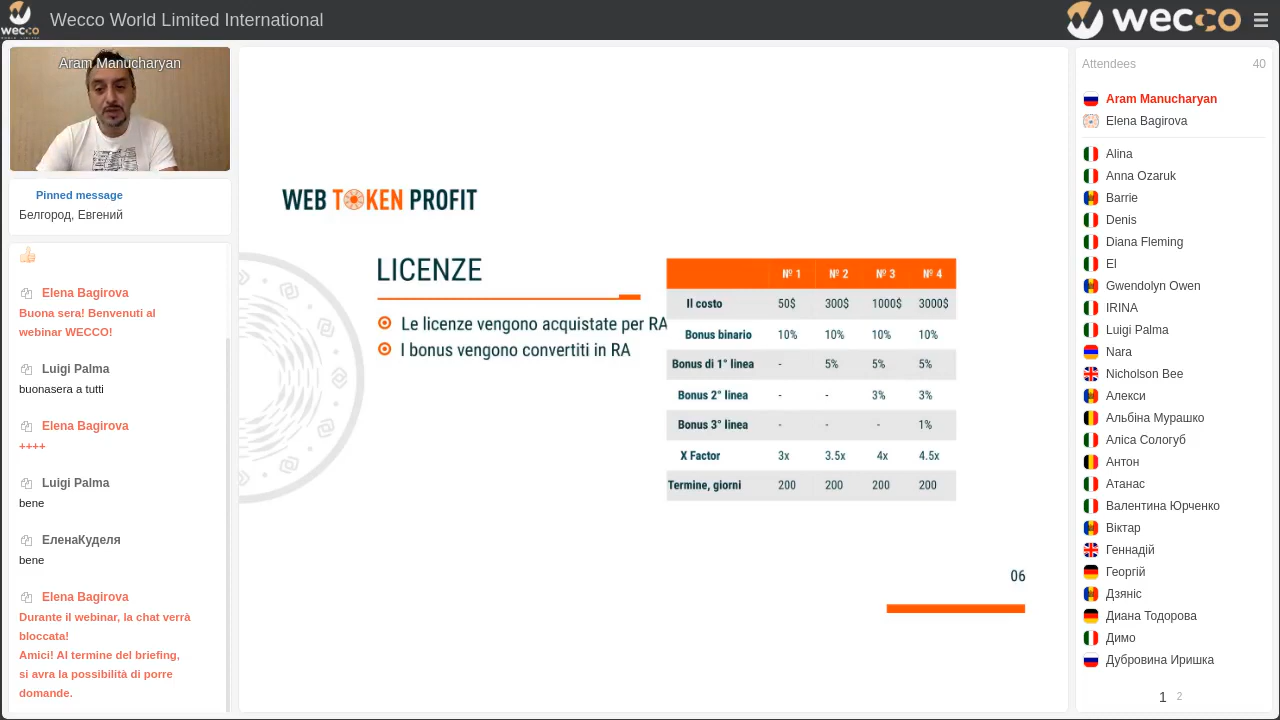 wecco
Wecco World Limited International
wecco
Aram Manucharyan
Pinned message
Белгород, Евгений
Elena Bagirova
Buona sera! Benvenuti al
webinar WECCO!
Luigi Palma
buonasera a tutti
Elena Bagirova
++++
Luigi Palma
bene
ЕленаКуделя
bene
Elena Bagirova
Durante il webinar, la chat verrà
bloccata!
Amici! Al termine del briefing,
si avra la possibilità di porre
domande.
WEB TOKEN PROFIT
LICENZE
Le licenze vengono acquistate per RA
I bonus vengono convertiti in RA
№ 1 № 2 № 3 № 4
Il costo 50$ 300$ 1000$ 3000$
Bonus binario 10% 10% 10% 10%
Bonus di 1° linea - 5% 5% 5%
Bonus 2° linea - - 3% 3%
Bonus 3° linea - - - 1%
X Factor 3x 3.5x 4x 4.5x
Termine, giorni 200 200 200 200
06
Attendees 40
Aram Manucharyan
Elena Bagirova
Alina
Anna Ozaruk
Barrie
Denis
Diana Fleming
El
Gwendolyn Owen
IRINA
Luigi Palma
Nara
Nicholson Bee
Алекси
Альбіна Мурашко
Аліса Сологуб
Антон
Атанас
Валентина Юрченко
Віктар
Геннадій
Георгій
Дзяніс
Диана Тодорова
Димо
Дубровина Иришка
1 2